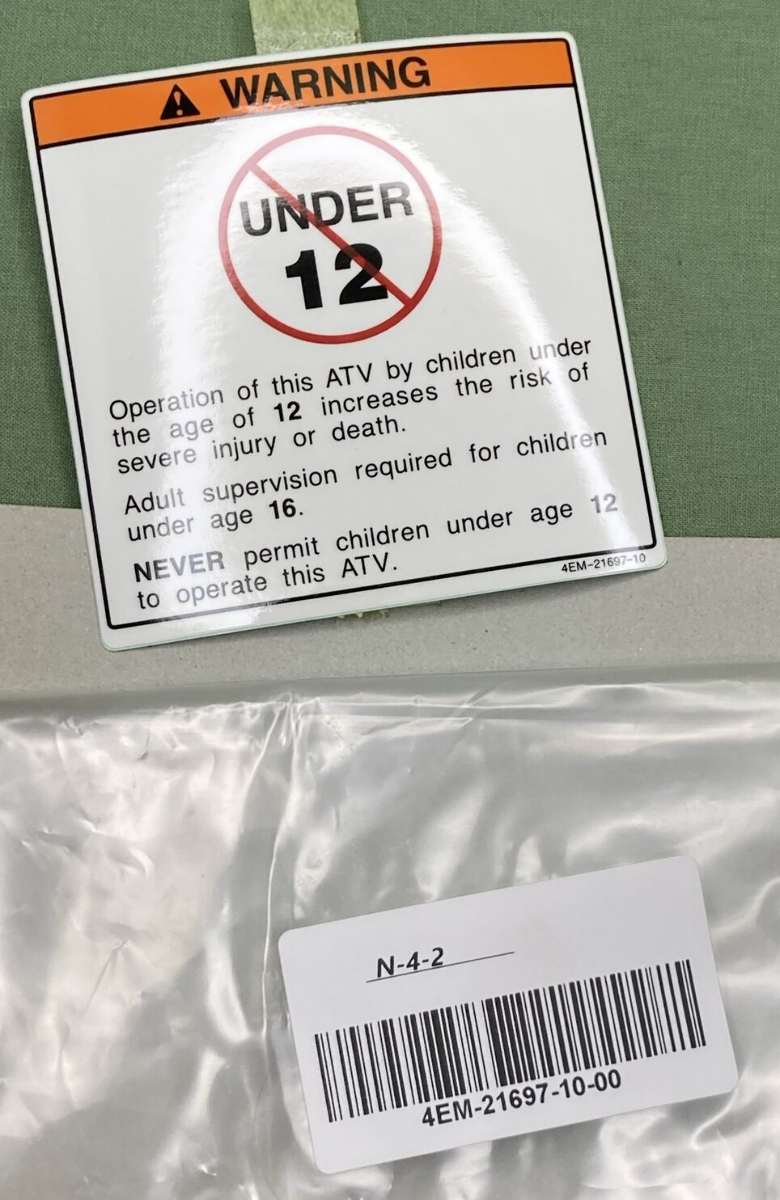 WARNING
UNDER
12
Operation of this ATV by children under
the age of 12 increases the risk of
severe injury or death.
Adult supervision required for children
under age 16.
NEVER permit children under age 12
to operate this ATV.
4EM-21697-10
N-4-2
4EM-21697-10-00